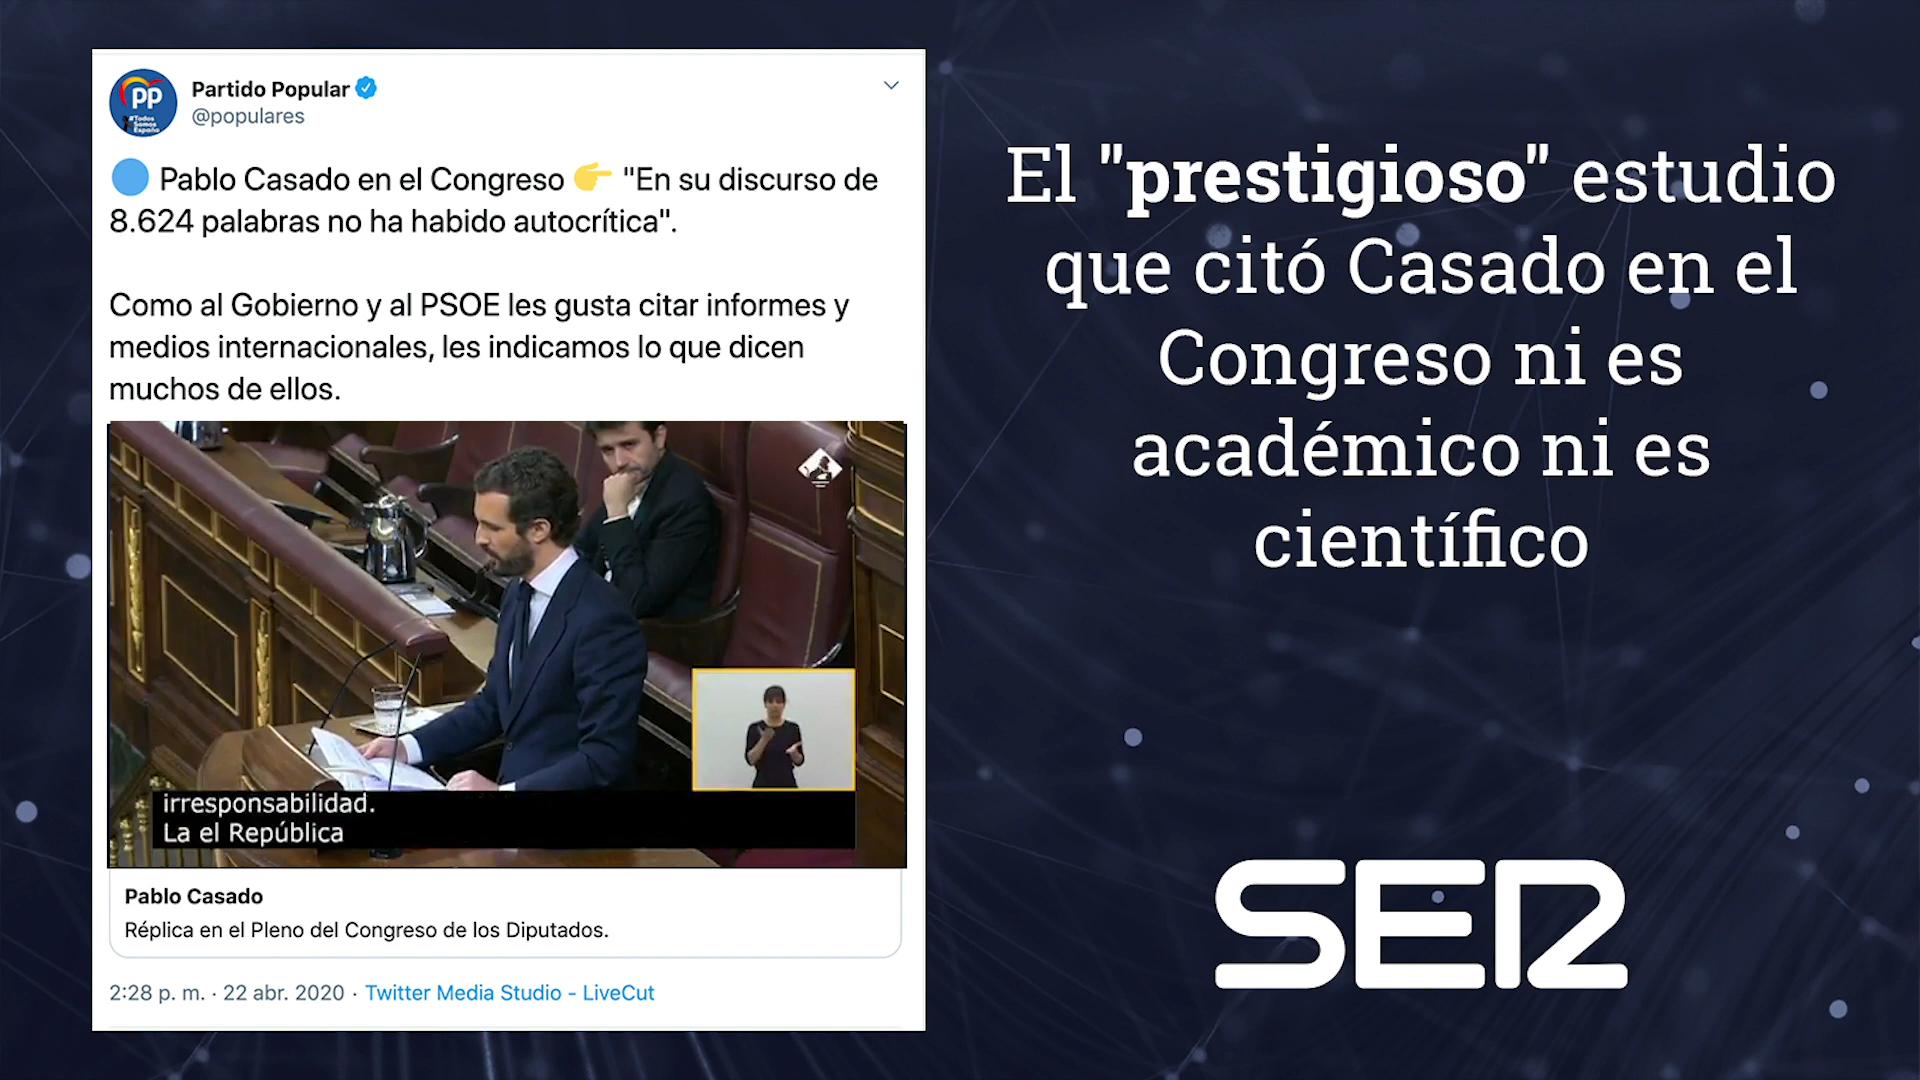 PP
#Todos
Somos
España
Partido Popular
@populares
Pablo Casado en el Congreso 👉 "En su discurso de
8.624 palabras no ha habido autocrítica".
Como al Gobierno y al PSOE les gusta citar informes y
medios internacionales, les indicamos lo que dicen
muchos de ellos.
irresponsabilidad.
La el República
Pablo Casado
Réplica en el Pleno del Congreso de los Diputados.
2:28 p. m. · 22 abr. 2020 · Twitter Media Studio - LiveCut
El "prestigioso" estudio
que citó Casado en el
Congreso ni es
académico ni es
científico
SER